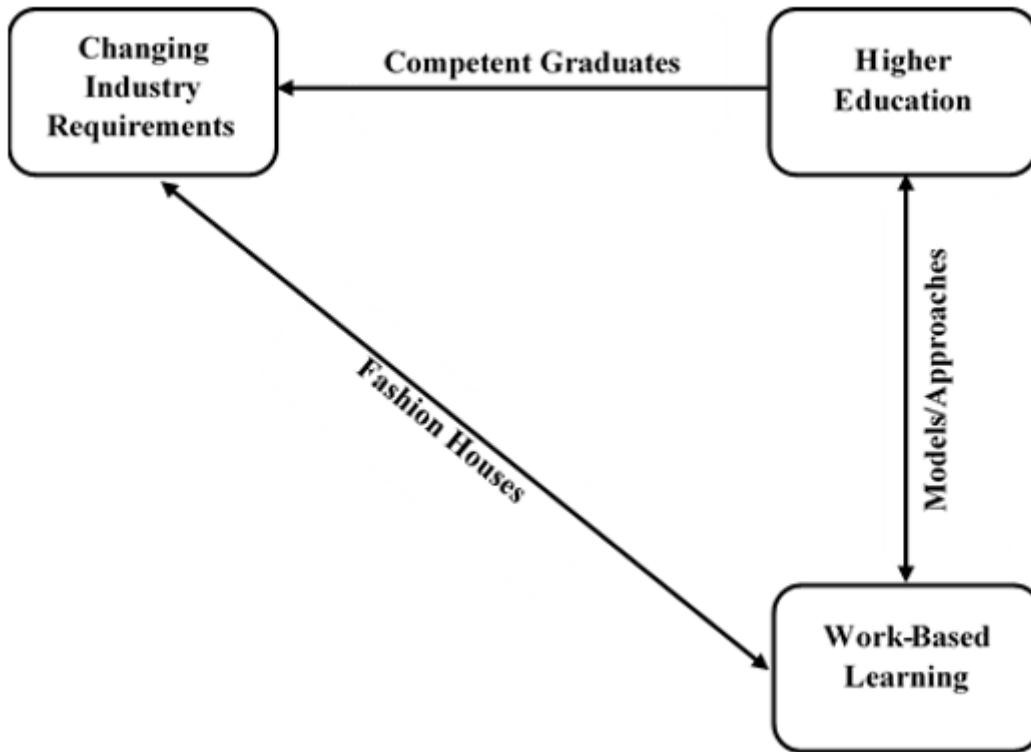 Changing
Industry
Requirements
Competent Graduates
Higher
Education
Fashion Houses
Models/Approaches
Work-Based
Learning